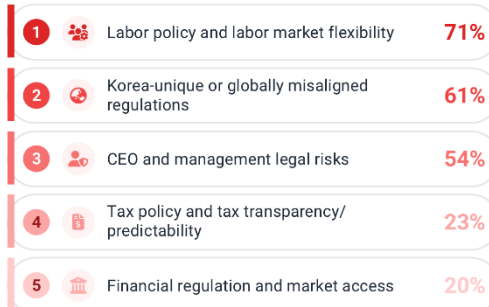 1 Labor policy and labor market flexibility 71%
2 Korea-unique or globally misaligned
regulations 61%
3 CEO and management legal risks 54%
4 Tax policy and tax transparency/
predictability 23%
5 Financial regulation and market access 20%